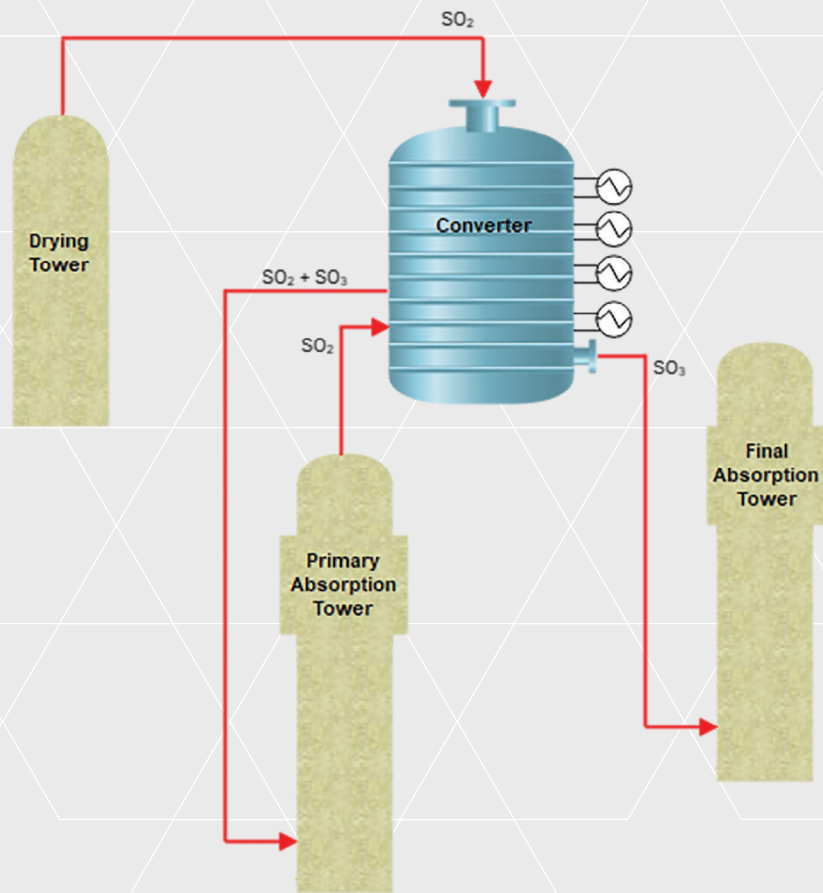 SO₂
Drying
Tower
Converter
SO₂ + SO₃
SO₂
SO₃
Final
Absorption
Tower
Primary
Absorption
Tower